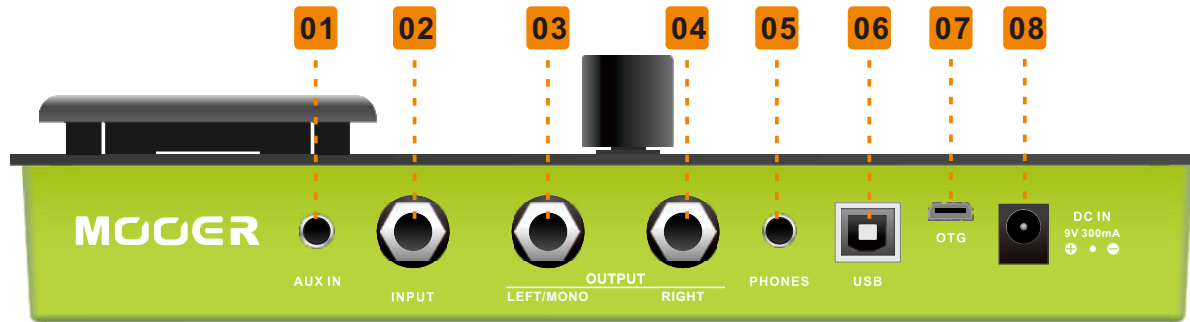 01 02 03 04 05 06 07 08
MOOER
AUX IN
INPUT
OUTPUT
LEFT/MONO RIGHT
PHONES
USB
OTG
DC IN
9V 300mA